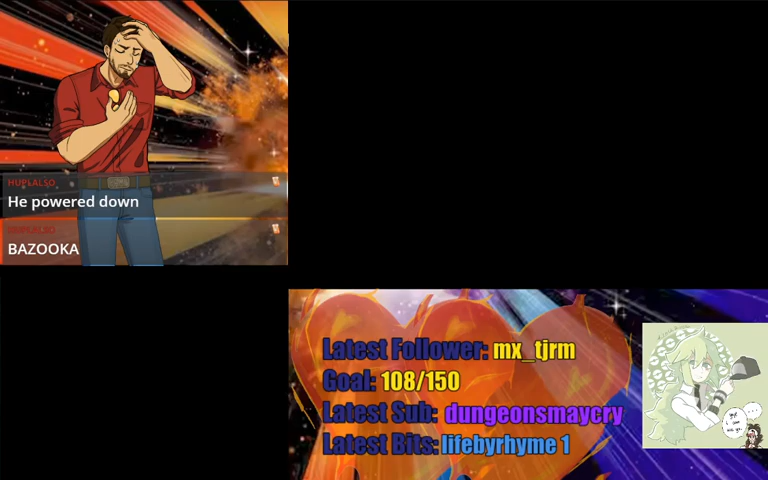 HUPLALSO
He powered down
BAZOOKA
Latest Follower: mx_tjrm
Goal: 108/150
Latest Sub: dungeonsmaycry
Latest Bits: lifebyrhyme 1